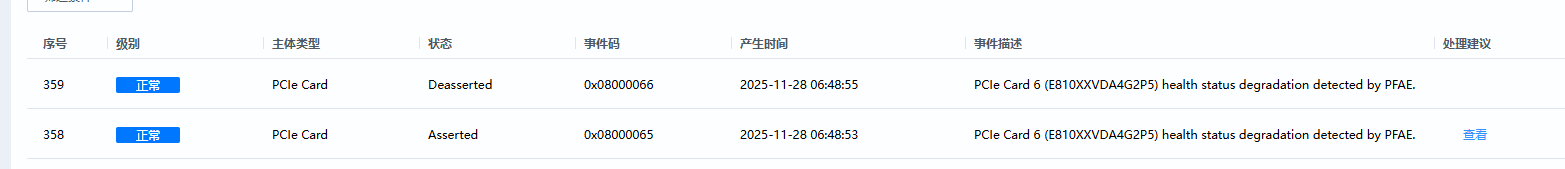 序号 级别 主体类型 状态 事件码 产生时间 事件描述 处理建议
359 正常 PCIe Card Deasserted 0x08000066 2025-11-28 06:48:55 PCIe Card 6 (E810XXVDA4G2P5) health status degradation detected by PFAE.
358 正常 PCIe Card Asserted 0x08000065 2025-11-28 06:48:53 PCIe Card 6 (E810XXVDA4G2P5) health status degradation detected by PFAE. 查看